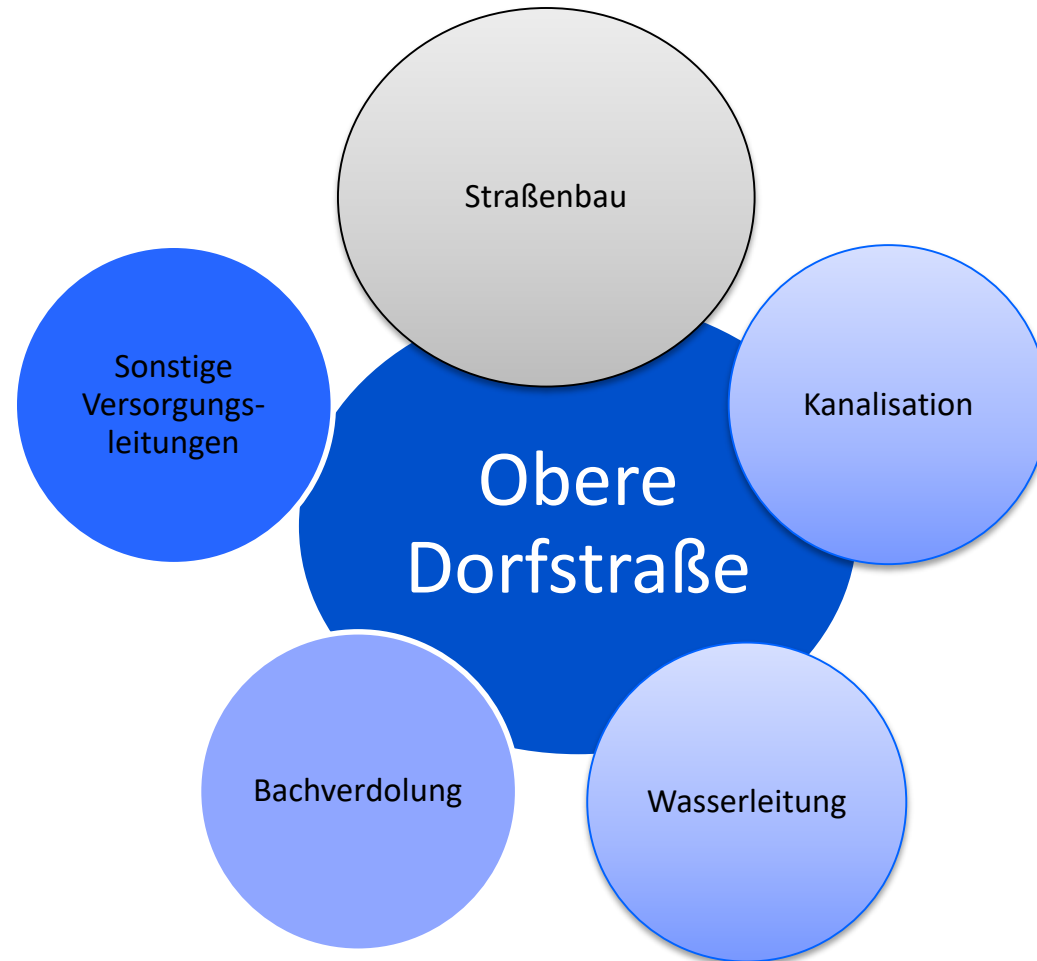 Straßenbau
Sonstige
Versorgungs-
leitungen
Kanalisation
Obere
Dorfstraße
Bachverdolung
Wasserleitung